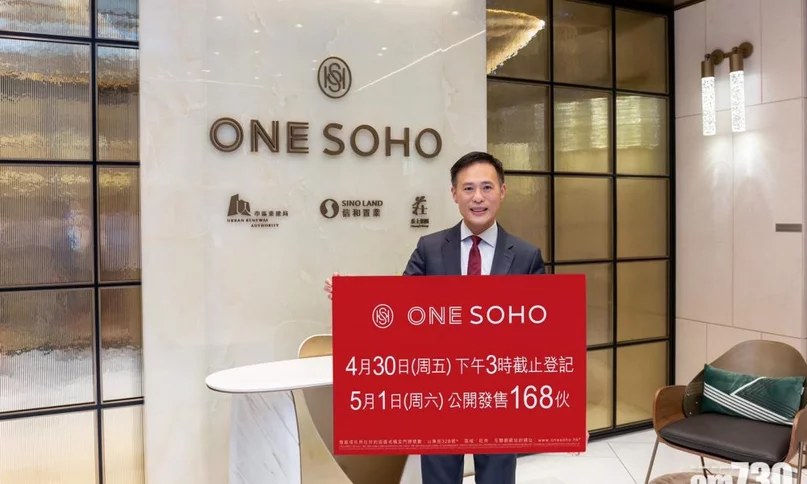 ONE SOHO
市區重建局
URBAN RENEWAL
AUTHORITY
SINO LAND
信和置業
ONE SOHO
4月30日(周五) 下午3時截止登記
5月1日(周六) 公開發售168伙
am730